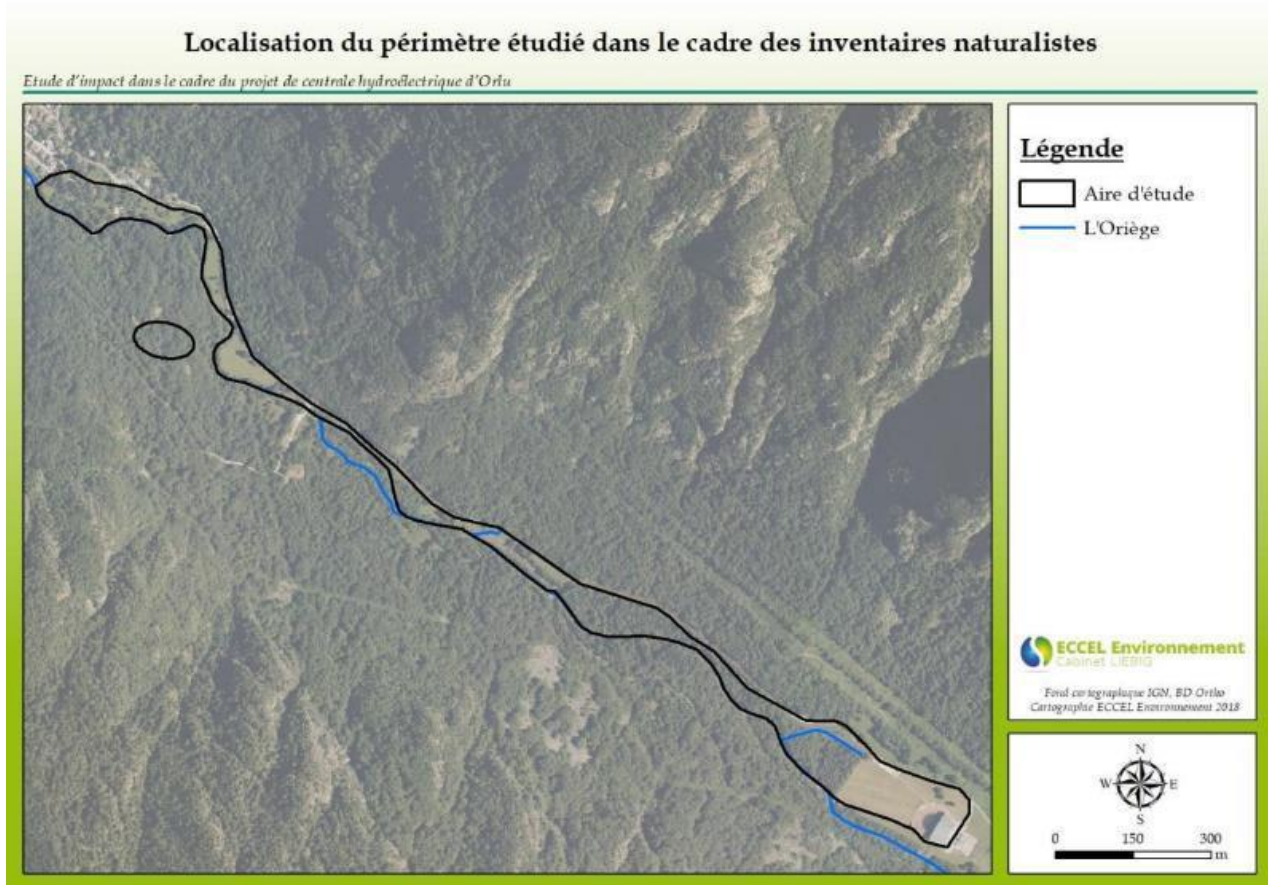 Localisation du périmètre étudié dans le cadre des inventaires naturalistes
Etude d'impact dans le cadre du projet de centrale hydroélectrique d'Orlu
Légende
Aire d'étude
L'Oriège
ECCEL Environnement
Cabinet LIEBIG
Fond cartographique IGN, BD Ortho
Cartographie ECCEL Environnement 2018
N
W E
S
0 150 300
m